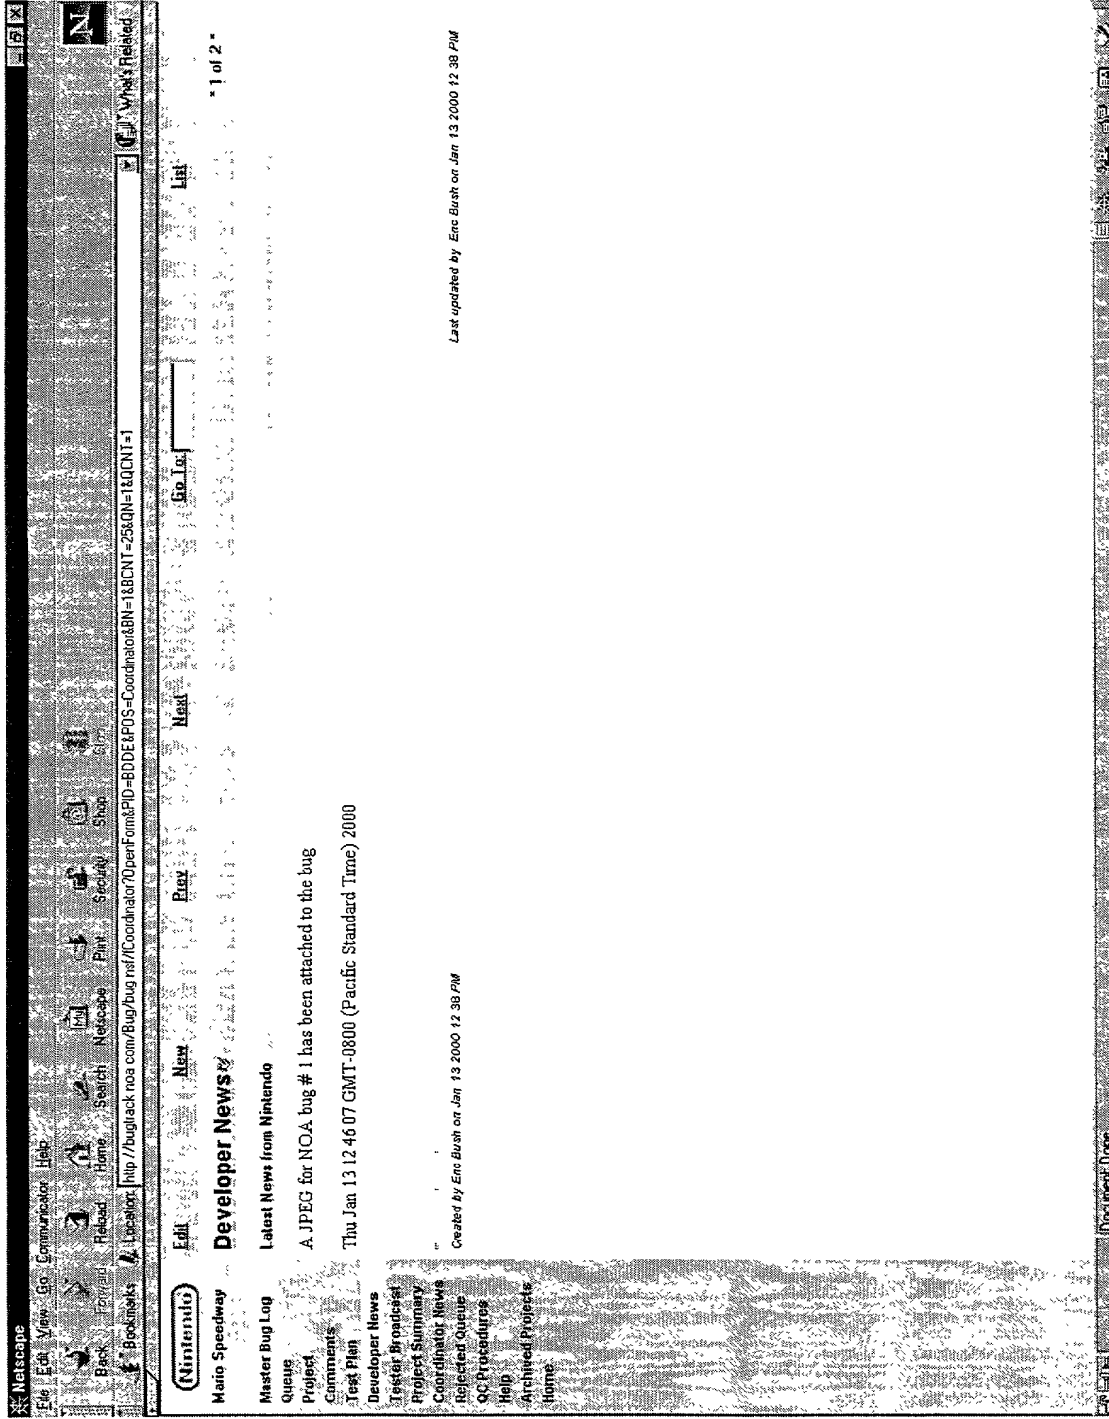 Netscape
File Edit View Go Communicator Help
Back Forward Reload Home Search Netscape Print Security Shop Stop
Bookmarks Location: http //bugtrack noa com/Bug/bug nsf/ICoordinator?OpenForm&PID=BDDE&POS=Coordinator&BN=1&BCNT=25&QN=1&QCNT=1 What's Related
Nintendo Edit New Prev Next Go To: List
Mario Speedway Developer News * 1 of 2 *
Master Bug Log Latest News from Nintendo
Queue
Project A JPEG for NOA bug # 1 has been attached to the bug
Comments
Test Plan Thu Jan 13 12 46 07 GMT-0800 (Pacific Standard Time) 2000
Developer News
Tester Broadcast
Project Summary
Coordinator News
Rejected Queue Created by Eric Bush on Jan 13 2000 12 38 PM Last updated by Eric Bush on Jan 13 2000 12 38 PM
QC Procedures
Help
Archived Projects
Home
Document Done